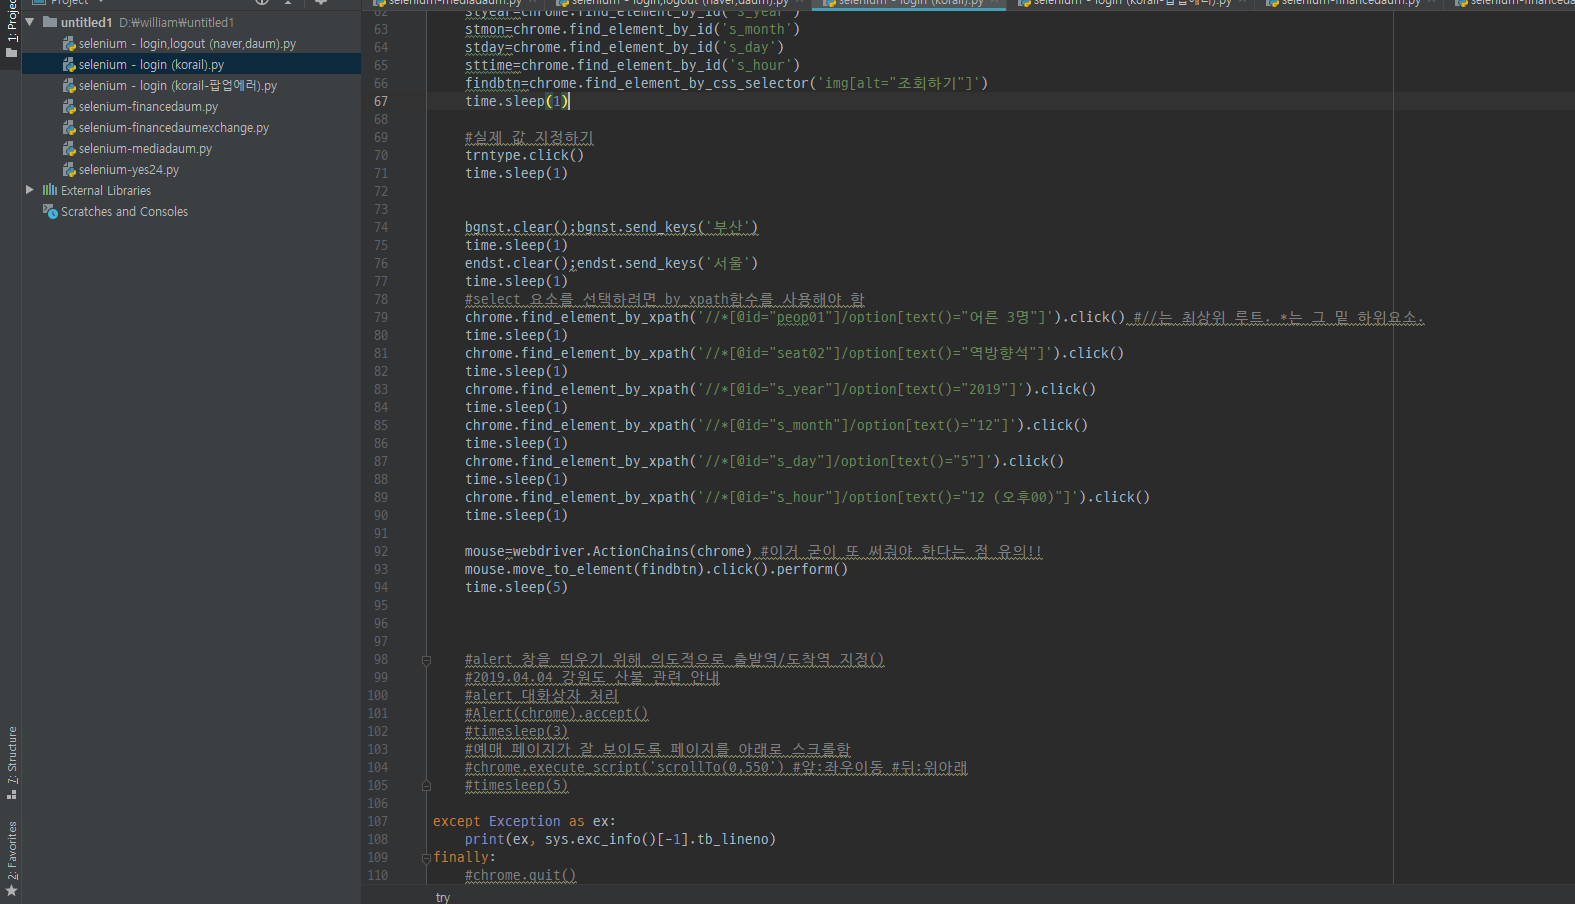 Project
selenium-mediadaum.py
selenium - login,logout (naver,daum).py
selenium - login (korail).py
selenium - login (korail-팝업에러).py
selenium-financedaum.py
untitled1 D:\william\untitled1
selenium - login,logout (naver,daum).py
selenium - login (korail).py
selenium - login (korail-팝업에러).py
selenium-financedaum.py
selenium-financedaumexchange.py
selenium-mediadaum.py
selenium-yes24.py
External Libraries
Scratches and Consoles
1: Project
7: Structure
2: Favorites
62 styear=chrome.find_element_by_id('s_year')
63 stmon=chrome.find_element_by_id('s_month')
64 stday=chrome.find_element_by_id('s_day')
65 sttime=chrome.find_element_by_id('s_hour')
66 findbtn=chrome.find_element_by_css_selector('img[alt="조회하기"]')
67 time.sleep(1)
68
69 #실제 값 지정하기
70 trntype.click()
71 time.sleep(1)
72
73
74 bgnst.clear();bgnst.send_keys('부산')
75 time.sleep(1)
76 endst.clear();endst.send_keys('서울')
77 time.sleep(1)
78 #select 요소를 선택하려면 by_xpath함수를 사용해야 함
79 chrome.find_element_by_xpath('//*[@id="peop01"]/option[text()="어른 3명"]').click() #//는 최상위 루트. *는 그 밑 하위요소.
80 time.sleep(1)
81 chrome.find_element_by_xpath('//*[@id="seat02"]/option[text()="역방향석"]').click()
82 time.sleep(1)
83 chrome.find_element_by_xpath('//*[@id="s_year"]/option[text()="2019"]').click()
84 time.sleep(1)
85 chrome.find_element_by_xpath('//*[@id="s_month"]/option[text()="12"]').click()
86 time.sleep(1)
87 chrome.find_element_by_xpath('//*[@id="s_day"]/option[text()="5"]').click()
88 time.sleep(1)
89 chrome.find_element_by_xpath('//*[@id="s_hour"]/option[text()="12 (오후00)"]').click()
90 time.sleep(1)
91
92 mouse=webdriver.ActionChains(chrome) #이거 굳이 또 써줘야 한다는 점 유의!!
93 mouse.move_to_element(findbtn).click().perform()
94 time.sleep(5)
95
96
97
98 #alert 창을 띄우기 위해 의도적으로 출발역/도착역 지정()
99 #2019.04.04 강원도 산불 관련 안내
100 #alert 대화상자 처리
101 #Alert(chrome).accept()
102 #timesleep(3)
103 #예매 페이지가 잘 보이도록 페이지를 아래로 스크롤함
104 #chrome.execute_script('scrollTo(0,550') #앞:좌우이동 #뒤:위아래
105 #timesleep(5)
106
107 except Exception as ex:
108 print(ex, sys.exc_info()[-1].tb_lineno)
109 finally:
110 #chrome.quit()
try